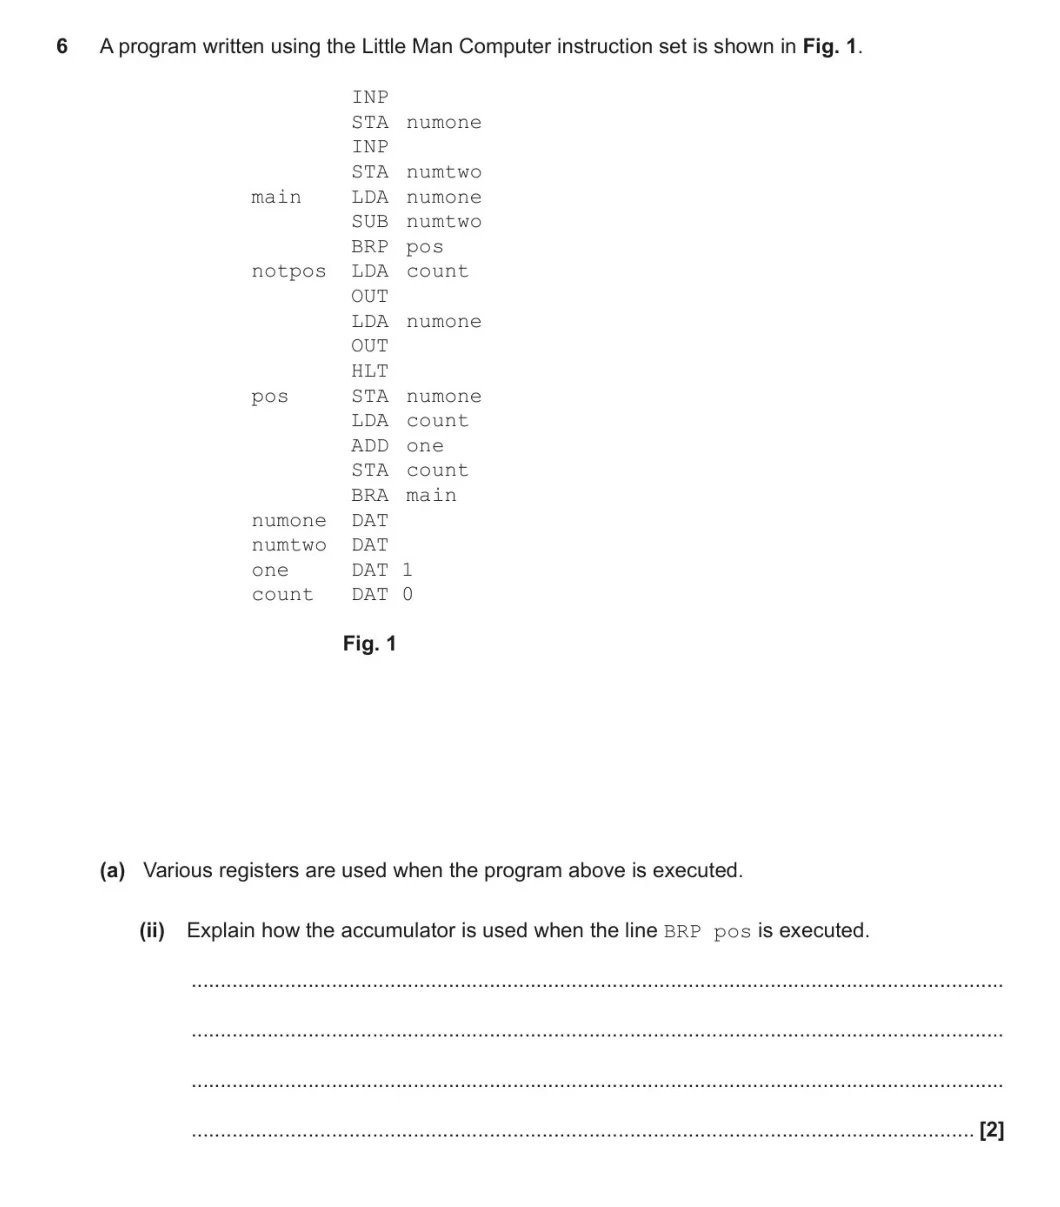 6 A program written using the Little Man Computer instruction set is shown in Fig. 1.
INP
STA numone
INP
STA numtwo
main LDA numone
SUB numtwo
BRP pos
notpos LDA count
OUT
LDA numone
OUT
HLT
pos STA numone
LDA count
ADD one
STA count
BRA main
numone DAT
numtwo DAT
one DAT 1
count DAT 0
Fig. 1
(a) Various registers are used when the program above is executed.
(ii) Explain how the accumulator is used when the line BRP pos is executed.
[2]